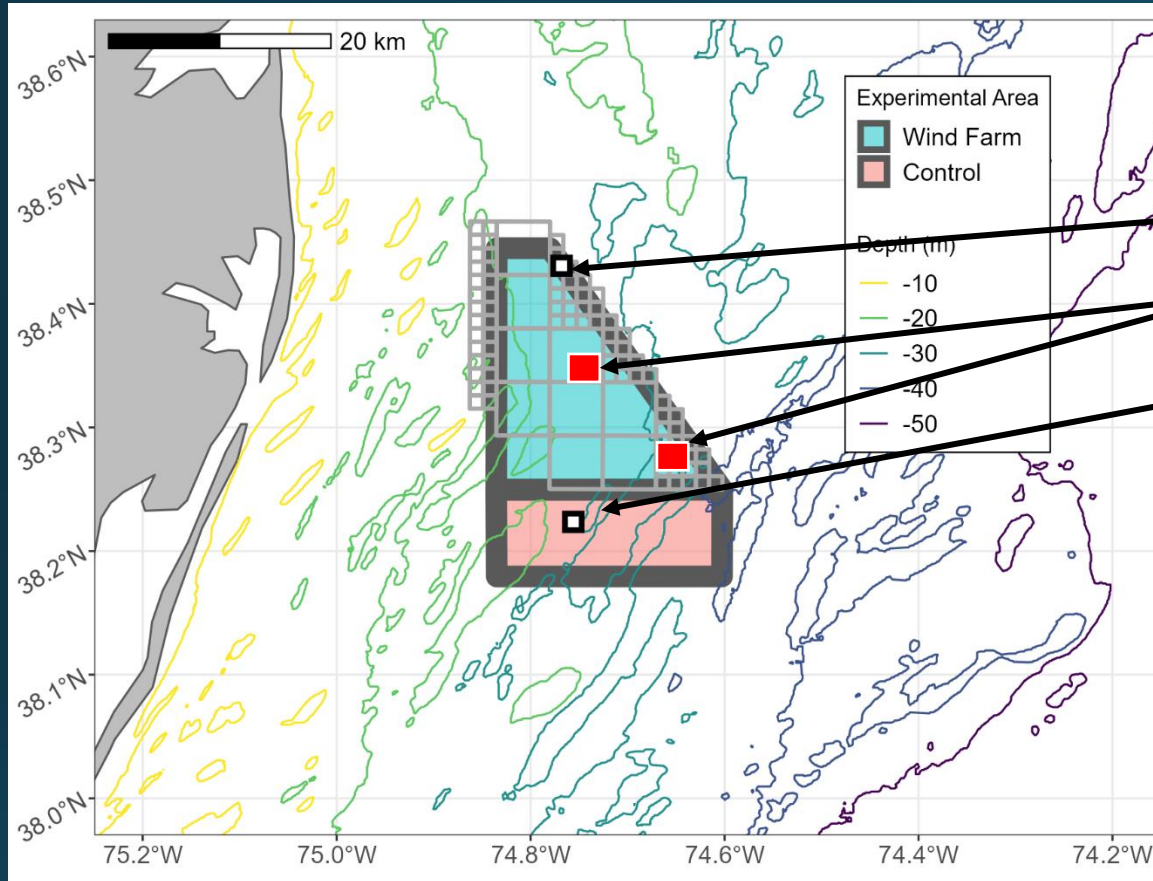 20 km
38.6°N
38.5°N
38.4°N
38.3°N
38.2°N
38.1°N
38.0°N
Experimental Area
Wind Farm
Control
Depth (m)
-10
-20
-30
-40
-50
75.2°W
75.0°W
74.8°W
74.6°W
74.4°W
74.2°W